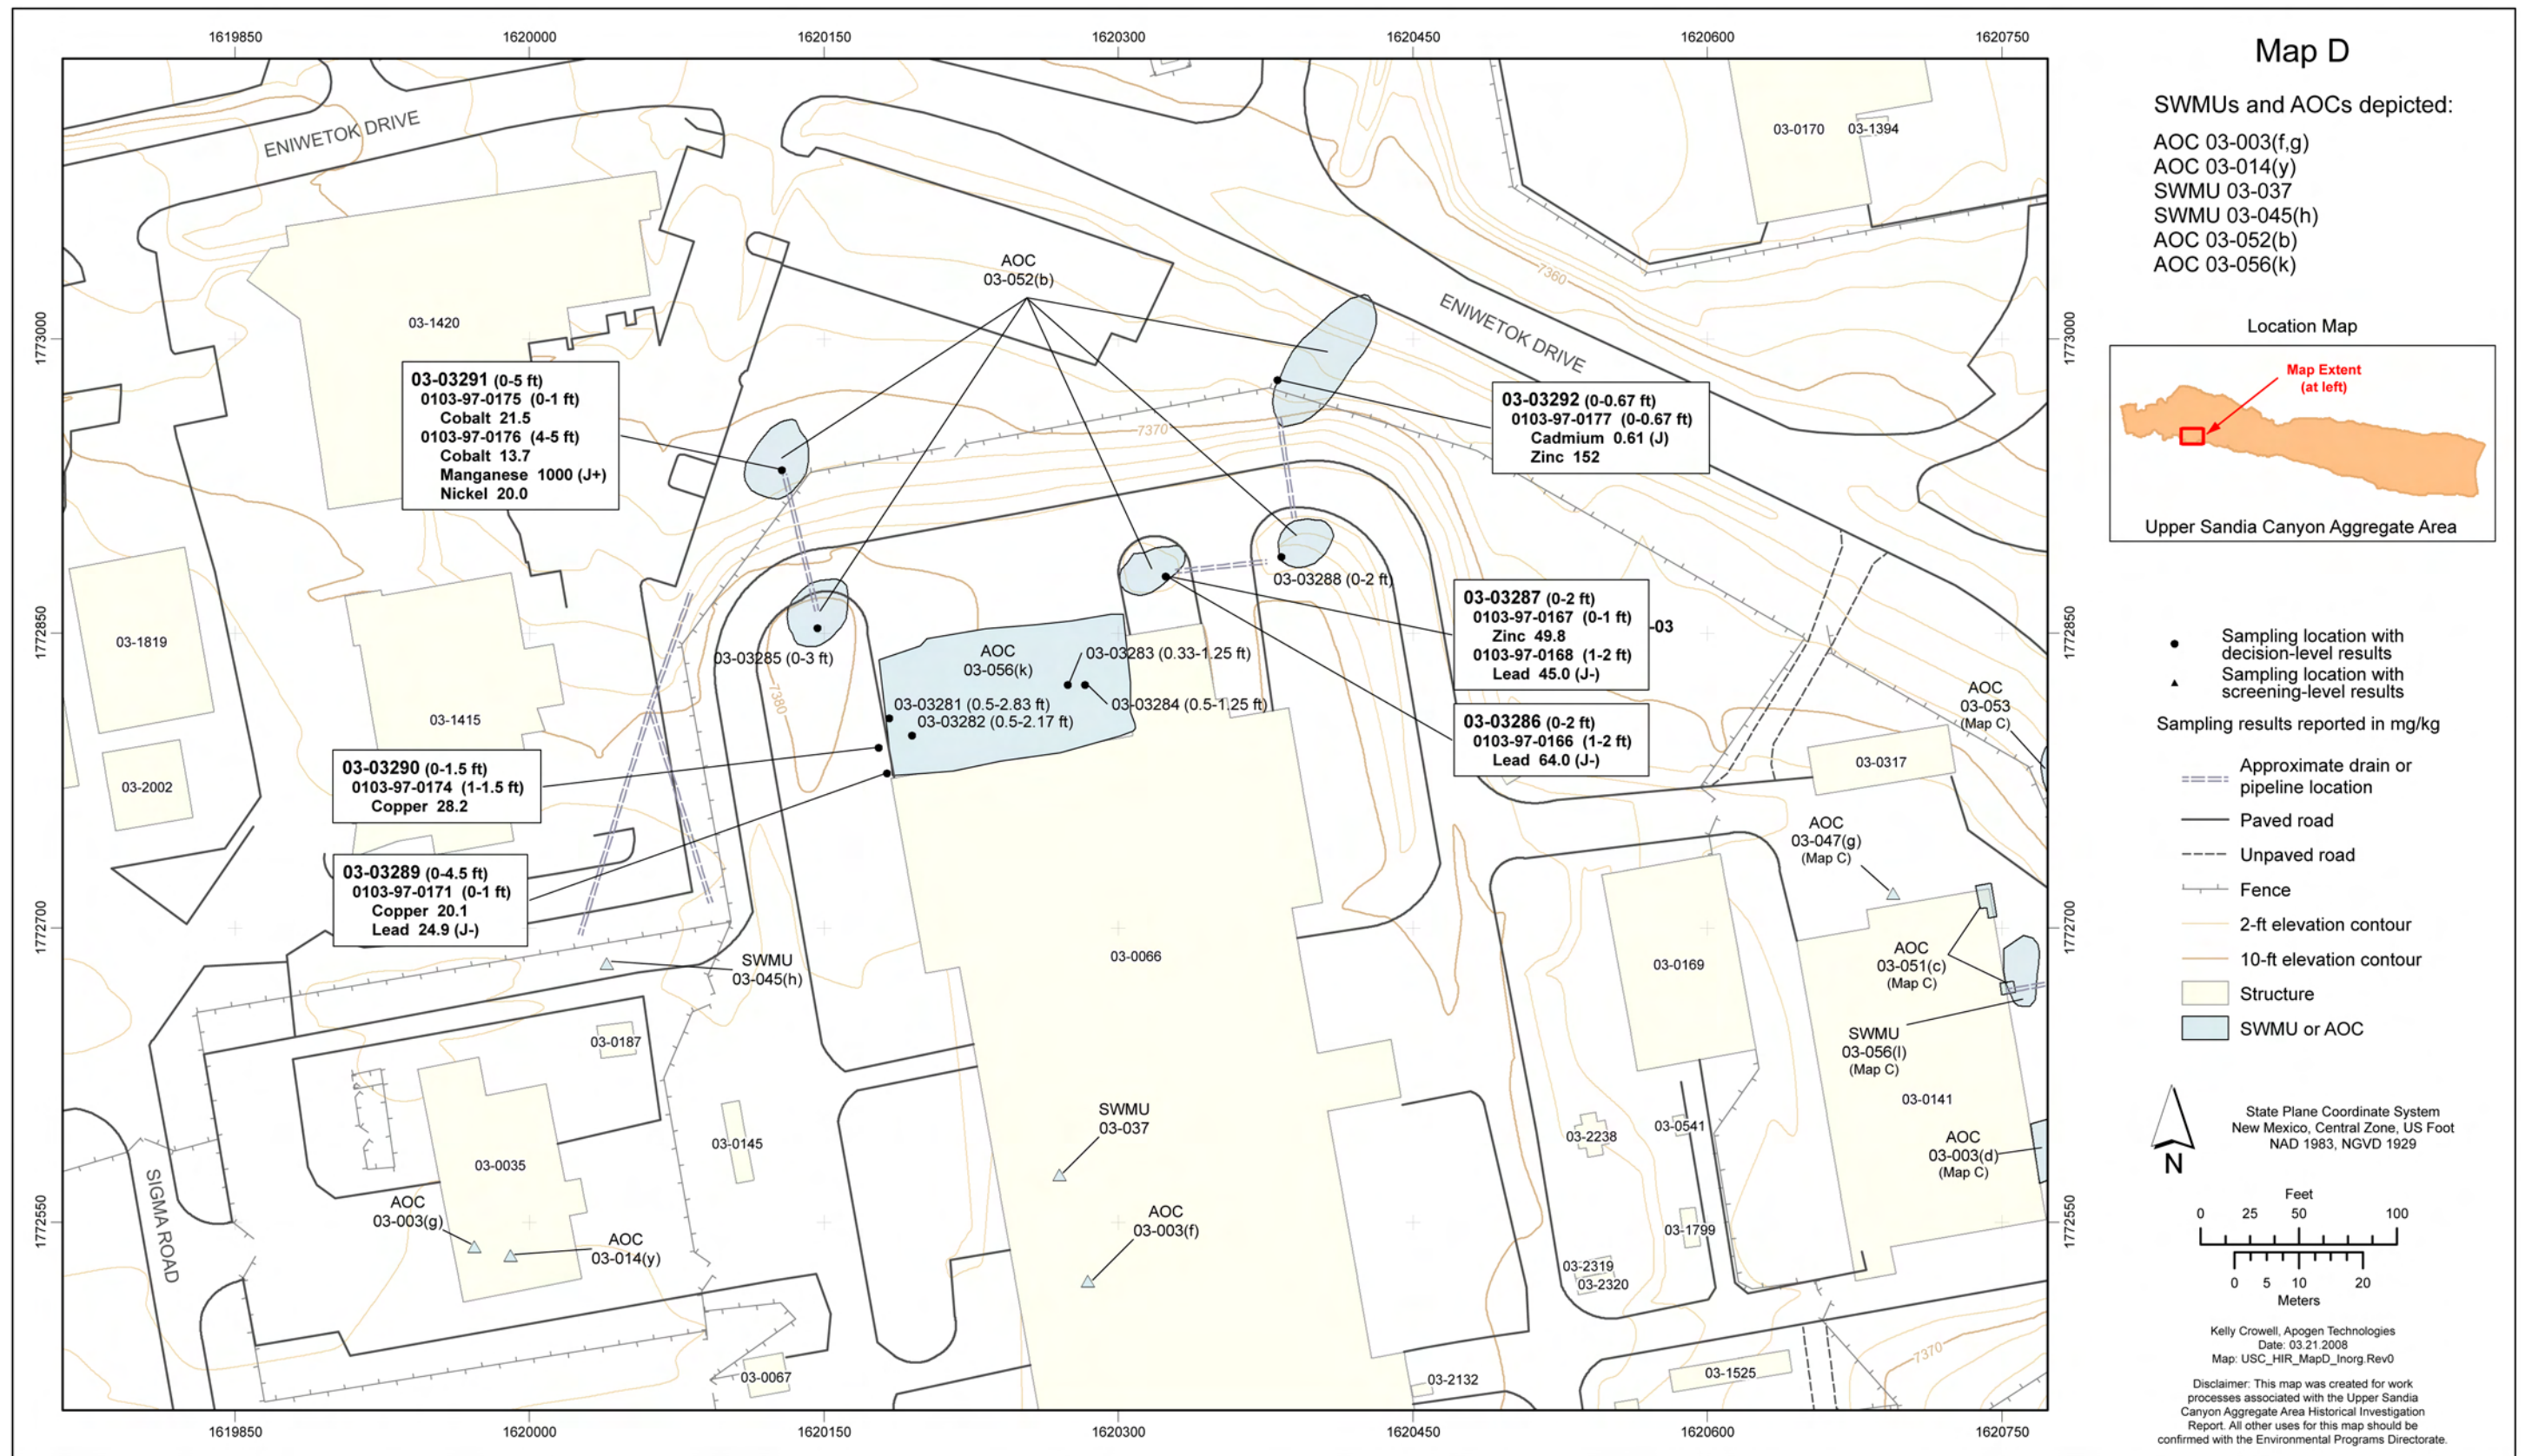 1619850
1620000
1620150
1620300
1620450
1620600
1620750
1773000
1772850
1772700
1772550
ENIWETOK DRIVE
03-1420
AOC
03-052(b)
03-0170
03-1394
7360
ENIWETOK DRIVE
1773000
1772850
1772700
1772550
03-03291 (0-5 ft)
0103-97-0175 (0-1 ft)
Cobalt 21.5
0103-97-0176 (4-5 ft)
Cobalt 13.7
Manganese 1000 (J+)
Nickel 20.0
7370
03-03292 (0-0.67 ft)
0103-97-0177 (0-0.67 ft)
Cadmium 0.61 (J)
Zinc 152
03-03288 (0-2 ft)
03-03287 (0-2 ft)
0103-97-0167 (0-1 ft)
Zinc 49.8
0103-97-0168 (1-2 ft)
Lead 45.0 (J-)
-03
03-03286 (0-2 ft)
0103-97-0166 (1-2 ft)
Lead 64.0 (J-)
03-1819
03-2002
03-1415
03-03285 (0-3 ft)
7380
AOC
03-056(k)
03-03283 (0.33-1.25 ft)
03-03281 (0.5-2.83 ft)
03-03284 (0.5-1.25 ft)
03-03282 (0.5-2.17 ft)
03-03290 (0-1.5 ft)
0103-97-0174 (1-1.5 ft)
Copper 28.2
03-03289 (0-4.5 ft)
0103-97-0171 (0-1 ft)
Copper 20.1
Lead 24.9 (J-)
AOC
03-053
(Map C)
03-0317
AOC
03-047(g)
(Map C)
SWMU
03-045(h)
03-0066
03-0169
AOC
03-051(c)
(Map C)
SWMU
03-056(l)
(Map C)
03-0141
03-0187
03-0035
03-0145
SWMU
03-037
AOC
03-003(f)
03-2238
03-0541
AOC
03-003(d)
(Map C)
SIGMA ROAD
AOC
03-003(g)
AOC
03-014(y)
03-1799
03-2319
03-2320
03-0067
03-2132
03-1525
7370
1619850
1620000
1620150
1620300
1620450
1620600
1620750
Map D
SWMUs and AOCs depicted:
AOC 03-003(f,g)
AOC 03-014(y)
SWMU 03-037
SWMU 03-045(h)
AOC 03-052(b)
AOC 03-056(k)
Location Map
Map Extent
(at left)
Upper Sandia Canyon Aggregate Area
Sampling location with
decision-level results
Sampling location with
screening-level results
Sampling results reported in mg/kg
Approximate drain or
pipeline location
Paved road
Unpaved road
Fence
2-ft elevation contour
10-ft elevation contour
Structure
SWMU or AOC
N
State Plane Coordinate System
New Mexico, Central Zone, US Foot
NAD 1983, NGVD 1929
Feet
0 25 50 100
0 5 10 20
Meters
Kelly Crowell, Apogen Technologies
Date: 03.21.2008
Map: USC_HIR_MapD_Inorg.Rev0
Disclaimer: This map was created for work
processes associated with the Upper Sandia
Canyon Aggregate Area Historical Investigation
Report. All other uses for this map should be
confirmed with the Environmental Programs Directorate.